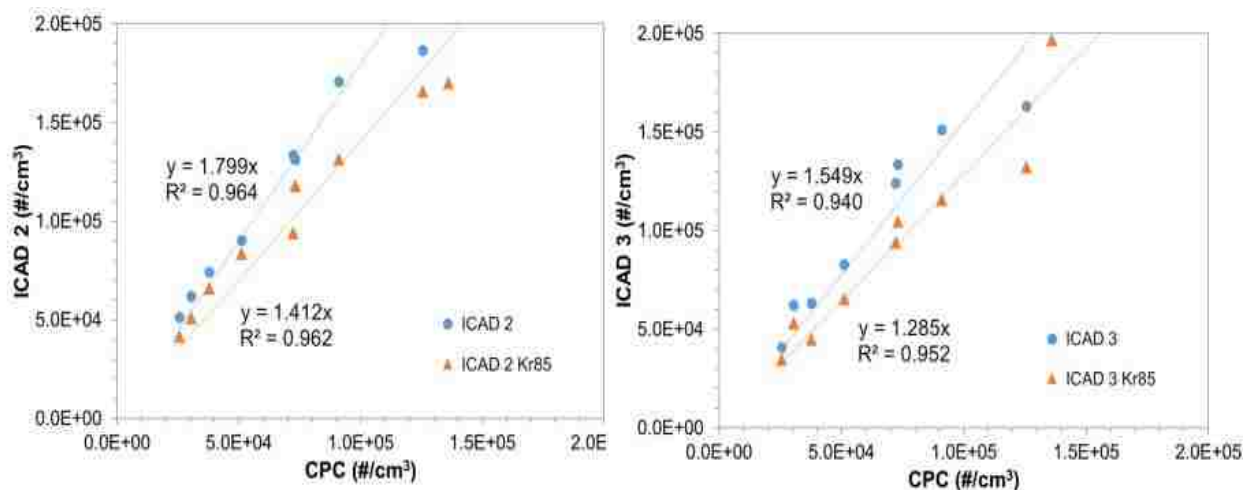 2.0E+05
1.5E+05
1.0E+05
5.0E+04
0.0E+00
ICAD 2 (#/cm³)
y = 1.799x
R² = 0.964
y = 1.412x
R² = 0.962
ICAD 2
ICAD 2 Kr85
0.0E+00 5.0E+04 1.0E+05 1.5E+05 2.0E
CPC (#/cm³)
2.0E+05
1.5E+05
1.0E+05
5.0E+04
0.0E+00
ICAD 3 (#/cm³)
y = 1.549x
R² = 0.940
y = 1.285x
R² = 0.952
ICAD 3
ICAD 3 Kr85
0.0E+00 5.0E+04 1.0E+05 1.5E+05 2.0E+05
CPC (#/cm³)